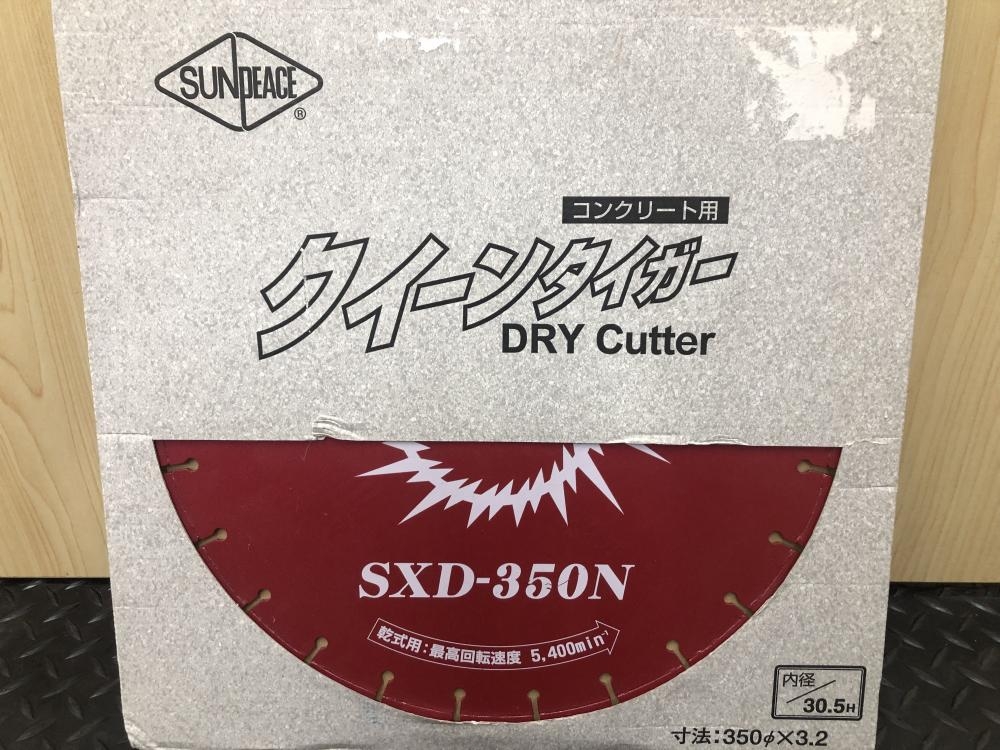 SUNPEACE
®
コンクリート用
クイーンタイガー
DRY Cutter
SXD-350N
乾式用:最高回転速度 5,400min⁻¹
内径
30.5H
寸法:350φ×3.2